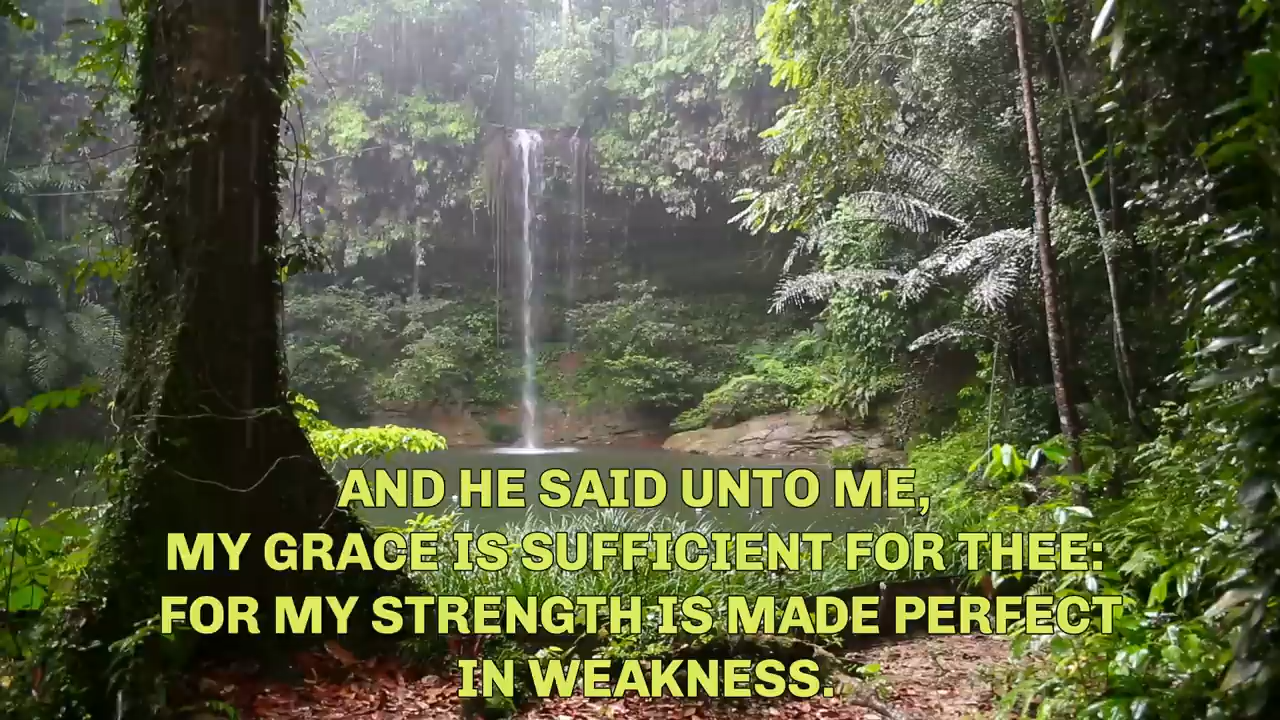 AND HE SAID UNTO ME,
MY GRACE IS SUFFICIENT FOR THEE:
FOR MY STRENGTH IS MADE PERFECT
IN WEAKNESS.